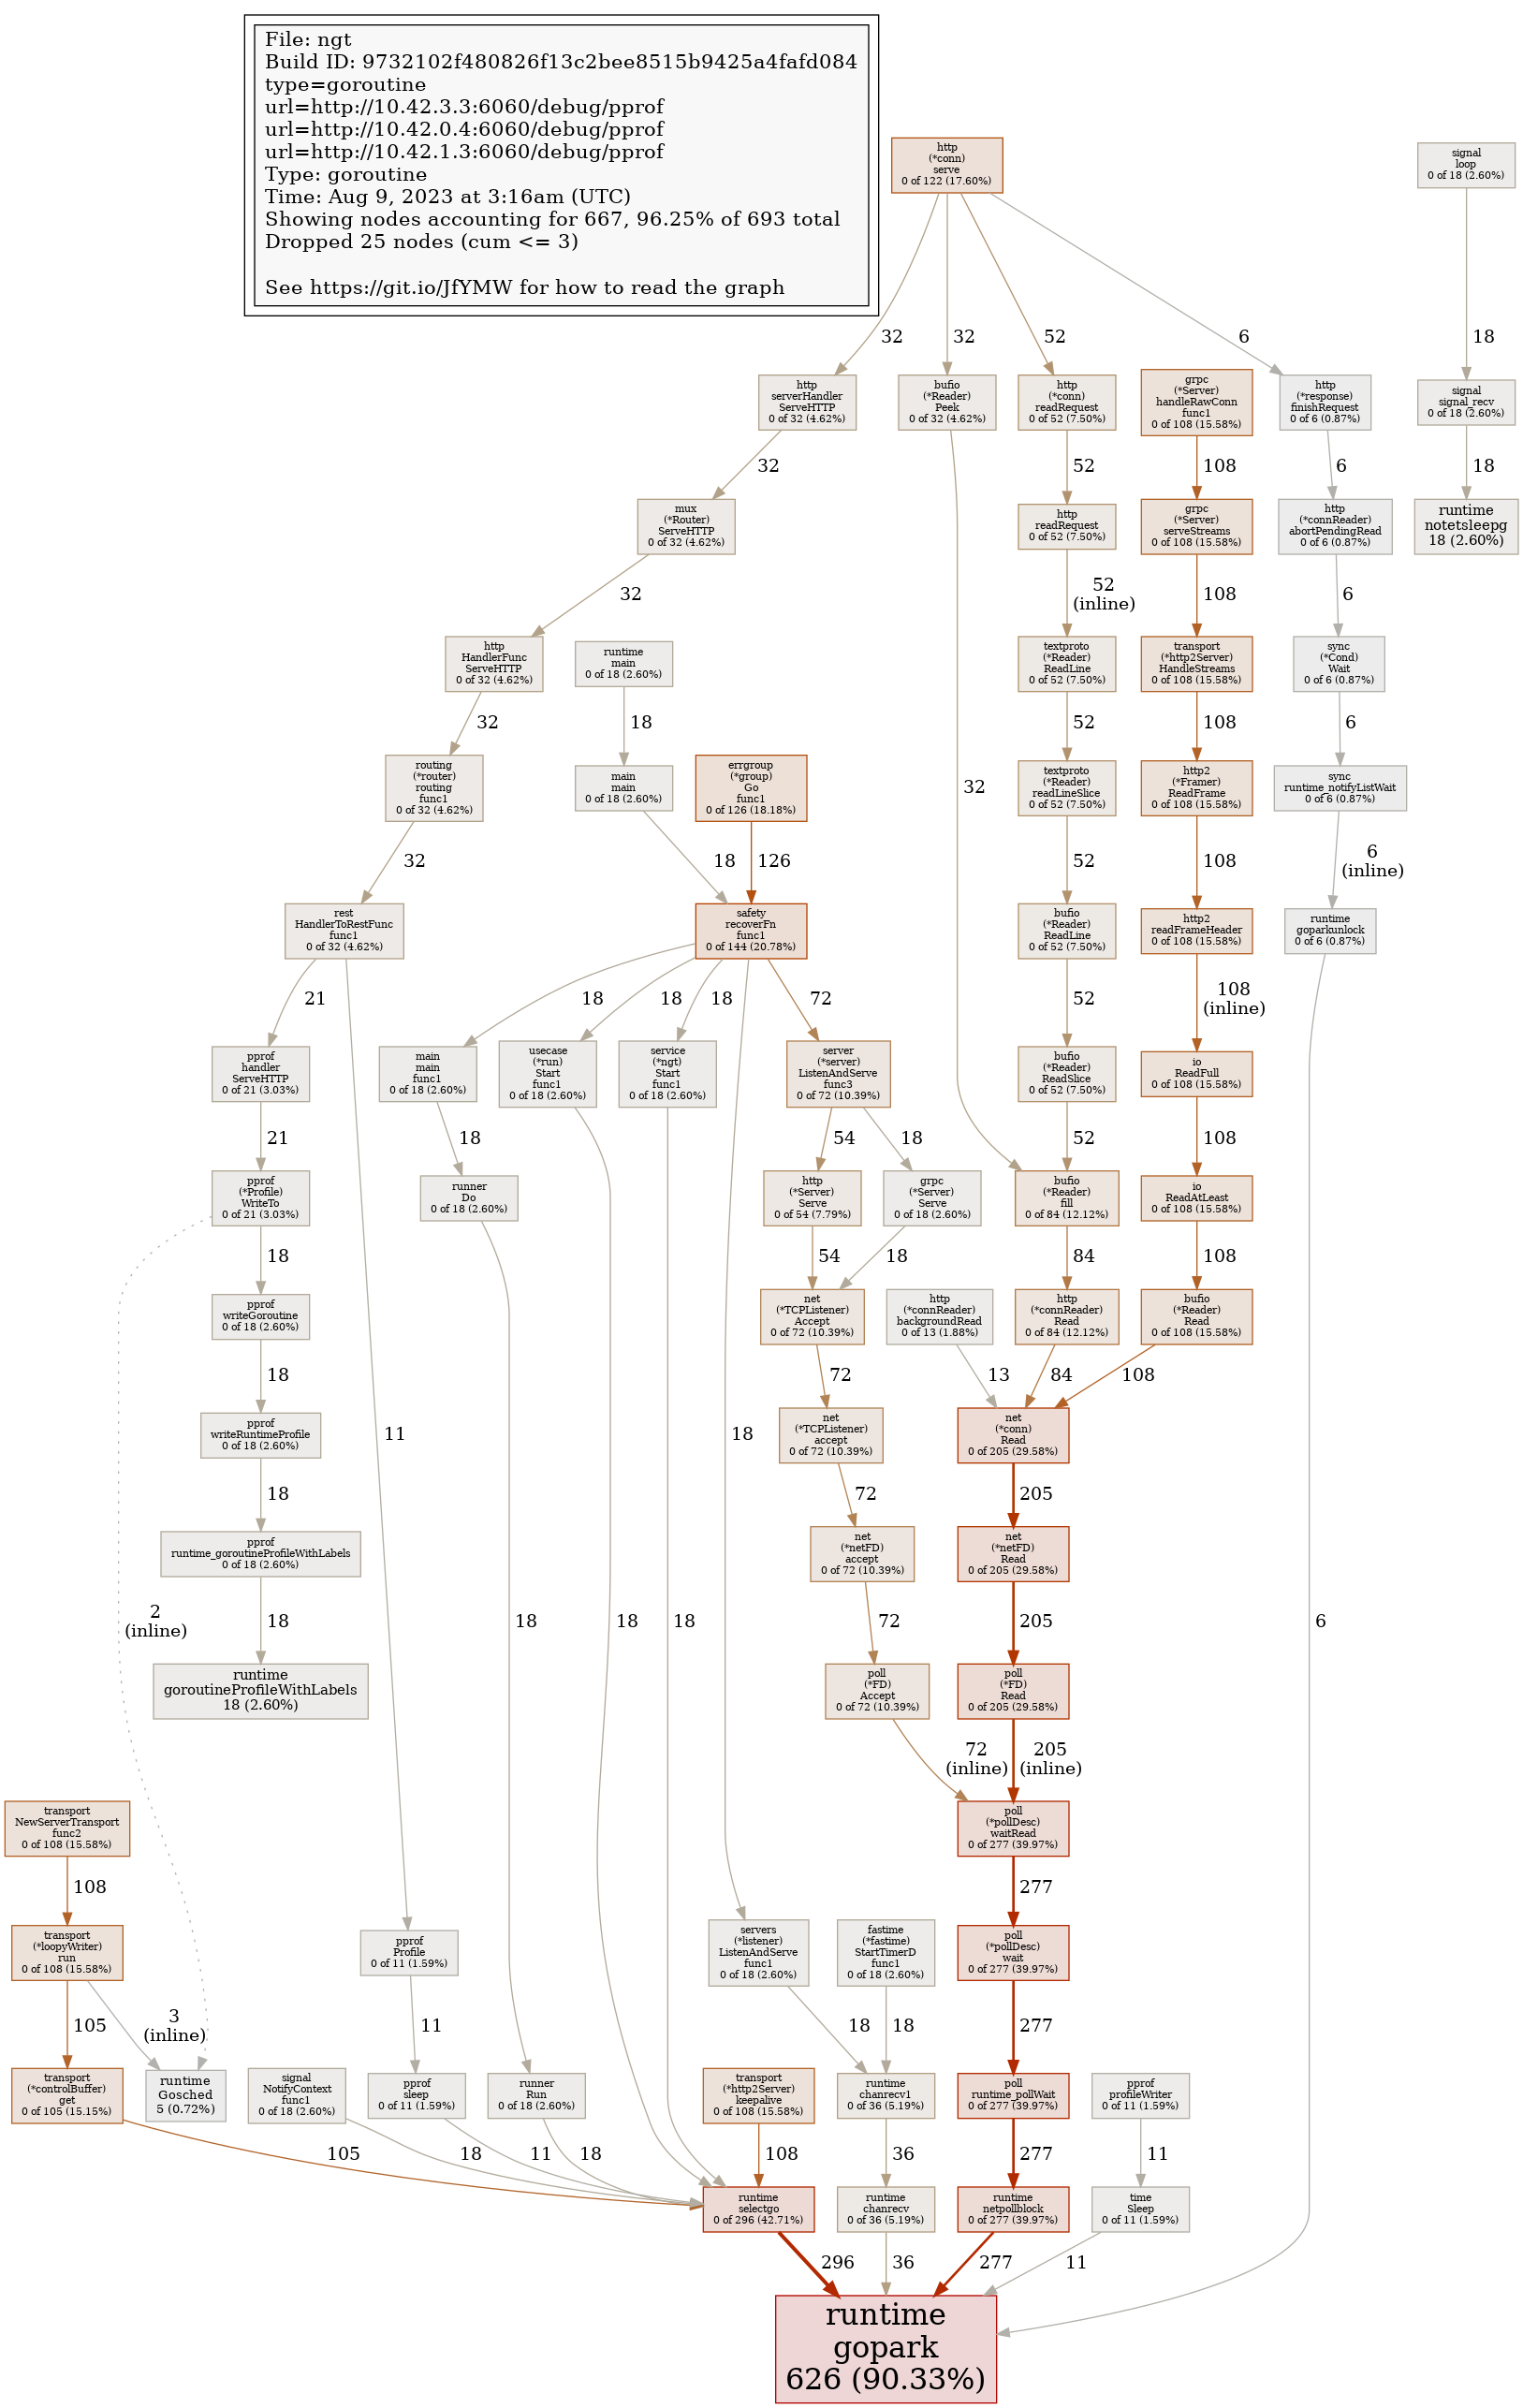 File: ngt
Build ID: 9732102f480826f13c2bee8515b9425a4fafd084
type=goroutine
url=http://10.42.3.3:6060/debug/pprof
url=http://10.42.0.4:6060/debug/pprof
url=http://10.42.1.3:6060/debug/pprof
Type: goroutine
Time: Aug 9, 2023 at 3:16am (UTC)
Showing nodes accounting for 667, 96.25% of 693 total
Dropped 25 nodes (cum <= 3)
See https://git.io/JfYMW for how to read the graph
http
(*conn)
serve
0 of 122 (17.60%)
signal
loop
0 of 18 (2.60%)
32
32
52
6
18
http
serverHandler
ServeHTTP
0 of 32 (4.62%)
bufio
(*Reader)
Peek
0 of 32 (4.62%)
http
(*conn)
readRequest
0 of 52 (7.50%)
grpc
(*Server)
handleRawConn
func1
0 of 108 (15.58%)
http
(*response)
finishRequest
0 of 6 (0.87%)
signal
signal_recv
0 of 18 (2.60%)
32
52
108
6
18
mux
(*Router)
ServeHTTP
0 of 32 (4.62%)
http
readRequest
0 of 52 (7.50%)
grpc
(*Server)
serveStreams
0 of 108 (15.58%)
http
(*connReader)
abortPendingRead
0 of 6 (0.87%)
runtime
notetsleepg
18 (2.60%)
32
52
(inline)
108
6
http
HandlerFunc
ServeHTTP
0 of 32 (4.62%)
runtime
main
0 of 18 (2.60%)
textproto
(*Reader)
ReadLine
0 of 52 (7.50%)
transport
(*http2Server)
HandleStreams
0 of 108 (15.58%)
sync
(*Cond)
Wait
0 of 6 (0.87%)
32
18
52
108
6
routing
(*router)
routing
func1
0 of 32 (4.62%)
main
main
0 of 18 (2.60%)
errgroup
(*group)
Go
func1
0 of 126 (18.18%)
32
textproto
(*Reader)
readLineSlice
0 of 52 (7.50%)
http2
(*Framer)
ReadFrame
0 of 108 (15.58%)
sync
runtime_notifyListWait
0 of 6 (0.87%)
32
18
126
52
108
6
(inline)
rest
HandlerToRestFunc
func1
0 of 32 (4.62%)
safety
recoverFn
func1
0 of 144 (20.78%)
bufio
(*Reader)
ReadLine
0 of 52 (7.50%)
http2
readFrameHeader
0 of 108 (15.58%)
runtime
goparkunlock
0 of 6 (0.87%)
21
18
18
18
72
52
108
(inline)
pprof
handler
ServeHTTP
0 of 21 (3.03%)
main
main
func1
0 of 18 (2.60%)
usecase
(*run)
Start
func1
0 of 18 (2.60%)
service
(*ngt)
Start
func1
0 of 18 (2.60%)
server
(*server)
ListenAndServe
func3
0 of 72 (10.39%)
bufio
(*Reader)
ReadSlice
0 of 52 (7.50%)
io
ReadFull
0 of 108 (15.58%)
21
18
54
18
52
108
pprof
(*Profile)
WriteTo
0 of 21 (3.03%)
runner
Do
0 of 18 (2.60%)
http
(*Server)
Serve
0 of 54 (7.79%)
grpc
(*Server)
Serve
0 of 18 (2.60%)
bufio
(*Reader)
fill
0 of 84 (12.12%)
io
ReadAtLeast
0 of 108 (15.58%)
18
54
18
84
108
pprof
writeGoroutine
0 of 18 (2.60%)
net
(*TCPListener)
Accept
0 of 72 (10.39%)
http
(*connReader)
backgroundRead
0 of 13 (1.88%)
http
(*connReader)
Read
0 of 84 (12.12%)
bufio
(*Reader)
Read
0 of 108 (15.58%)
18
72
13
84
108
pprof
writeRuntimeProfile
0 of 18 (2.60%)
11
18
net
(*TCPListener)
accept
0 of 72 (10.39%)
net
(*conn)
Read
0 of 205 (29.58%)
18
72
205
pprof
runtime_goroutineProfileWithLabels
0 of 18 (2.60%)
net
(*netFD)
accept
0 of 72 (10.39%)
net
(*netFD)
Read
0 of 205 (29.58%)
2
(inline)
18
18
18
18
72
205
6
runtime
goroutineProfileWithLabels
18 (2.60%)
poll
(*FD)
Accept
0 of 72 (10.39%)
poll
(*FD)
Read
0 of 205 (29.58%)
72
(inline)
205
(inline)
transport
NewServerTransport
func2
0 of 108 (15.58%)
poll
(*pollDesc)
waitRead
0 of 277 (39.97%)
108
277
transport
(*loopyWriter)
run
0 of 108 (15.58%)
pprof
Profile
0 of 11 (1.59%)
servers
(*listener)
ListenAndServe
func1
0 of 18 (2.60%)
fastime
(*fastime)
StartTimerD
func1
0 of 18 (2.60%)
poll
(*pollDesc)
wait
0 of 277 (39.97%)
105
3
(inline)
11
18
18
277
transport
(*controlBuffer)
get
0 of 105 (15.15%)
runtime
Gosched
5 (0.72%)
signal
NotifyContext
func1
0 of 18 (2.60%)
pprof
sleep
0 of 11 (1.59%)
runner
Run
0 of 18 (2.60%)
transport
(*http2Server)
keepalive
0 of 108 (15.58%)
runtime
chanrecv1
0 of 36 (5.19%)
poll
runtime_pollWait
0 of 277 (39.97%)
pprof
profileWriter
0 of 11 (1.59%)
105
18
11
18
108
36
277
11
runtime
selectgo
0 of 296 (42.71%)
runtime
chanrecv
0 of 36 (5.19%)
runtime
netpollblock
0 of 277 (39.97%)
time
Sleep
0 of 11 (1.59%)
296
36
277
11
runtime
gopark
626 (90.33%)